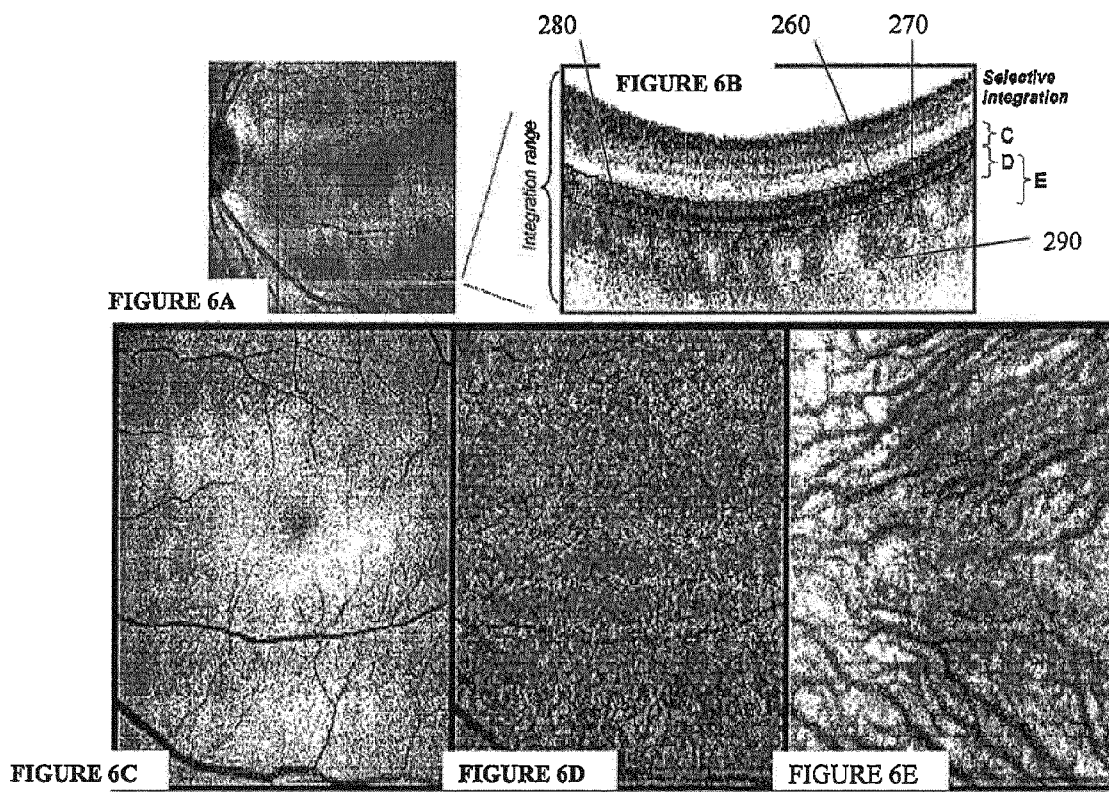 280
260
270
FIGURE 6B
Selective
integration
Integration range
C
D
E
290
FIGURE 6A
FIGURE 6C
FIGURE 6D
FIGURE 6E